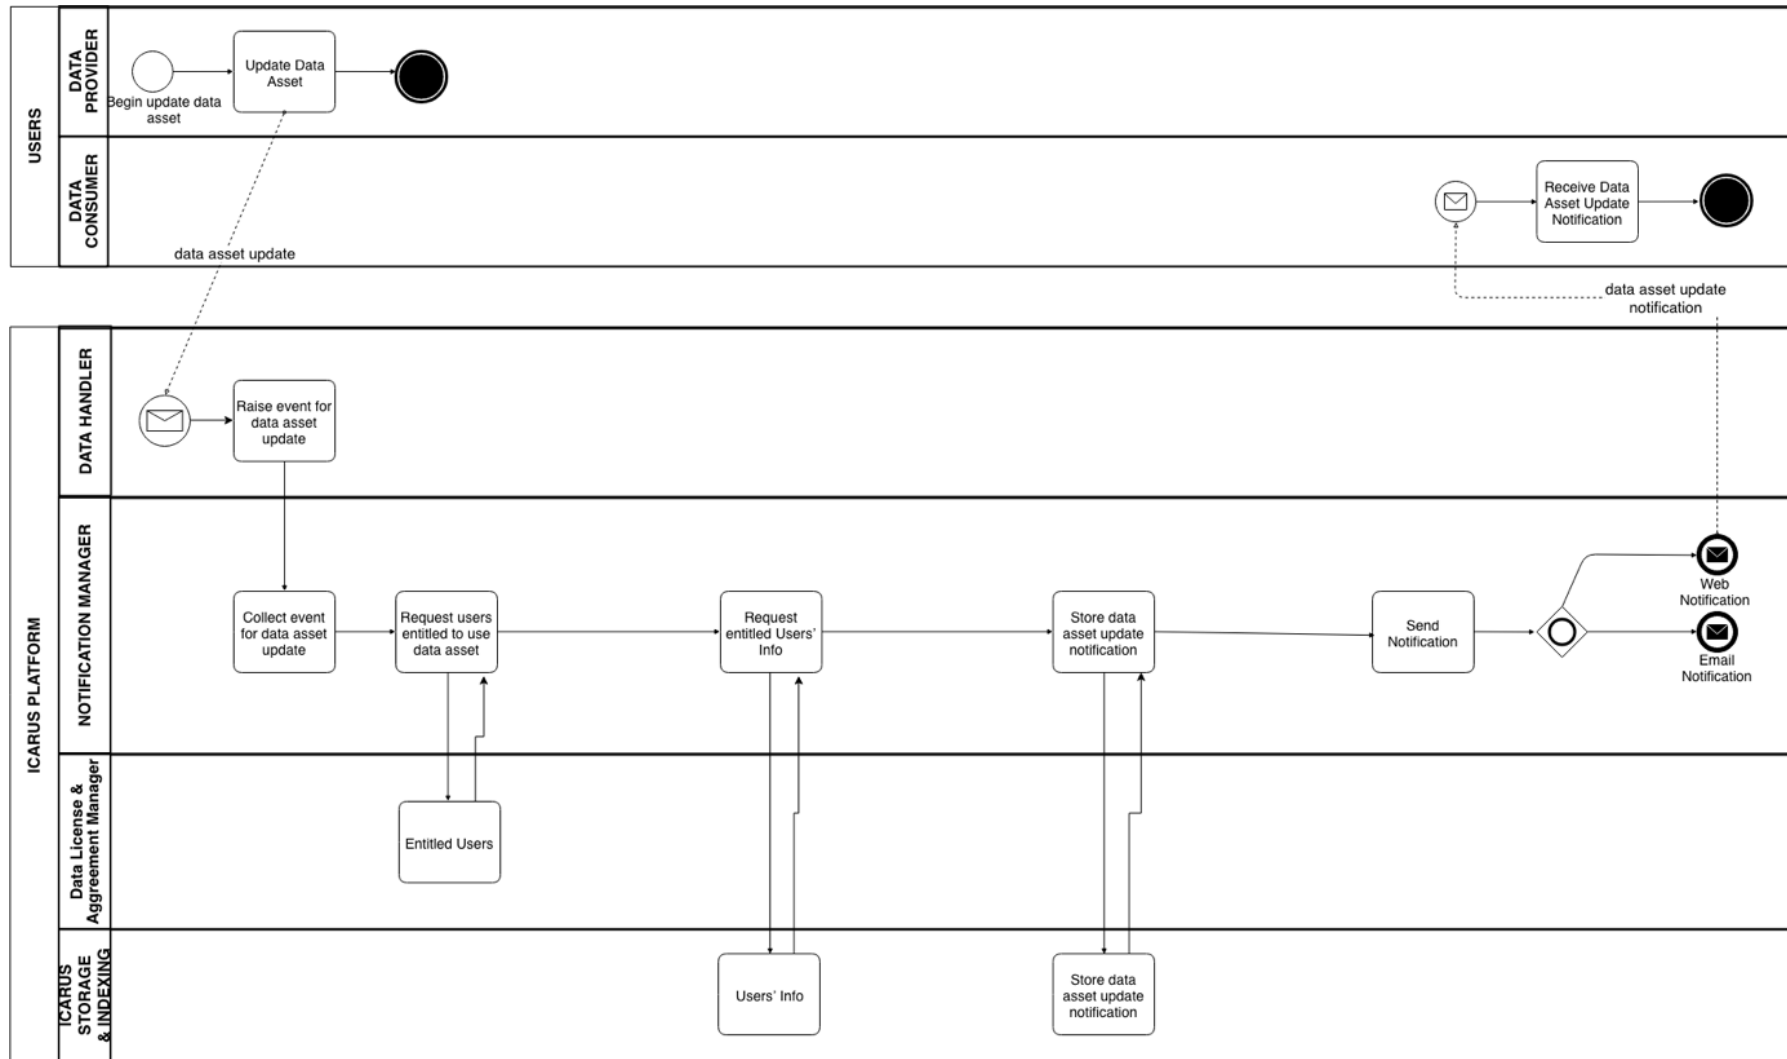 USERS
DATA
PROVIDER
Begin update data
asset
Update Data
Asset
DATA
CONSUMER
Receive Data
Asset Update
Notification
data asset update
data asset update
notification
ICARUS PLATFORM
DATA HANDLER
Raise event for
data asset
update
NOTIFICATION MANAGER
Collect event
for data asset
update
Request users
entitled to use
data asset
Request
entitled Users'
Info
Store data
asset update
notification
Send
Notification
Web
Notification
Email
Notification
Data License &
Aggreement Manager
Entitled Users
ICARUS
STORAGE
& INDEXING
Users' Info
Store data
asset update
notification